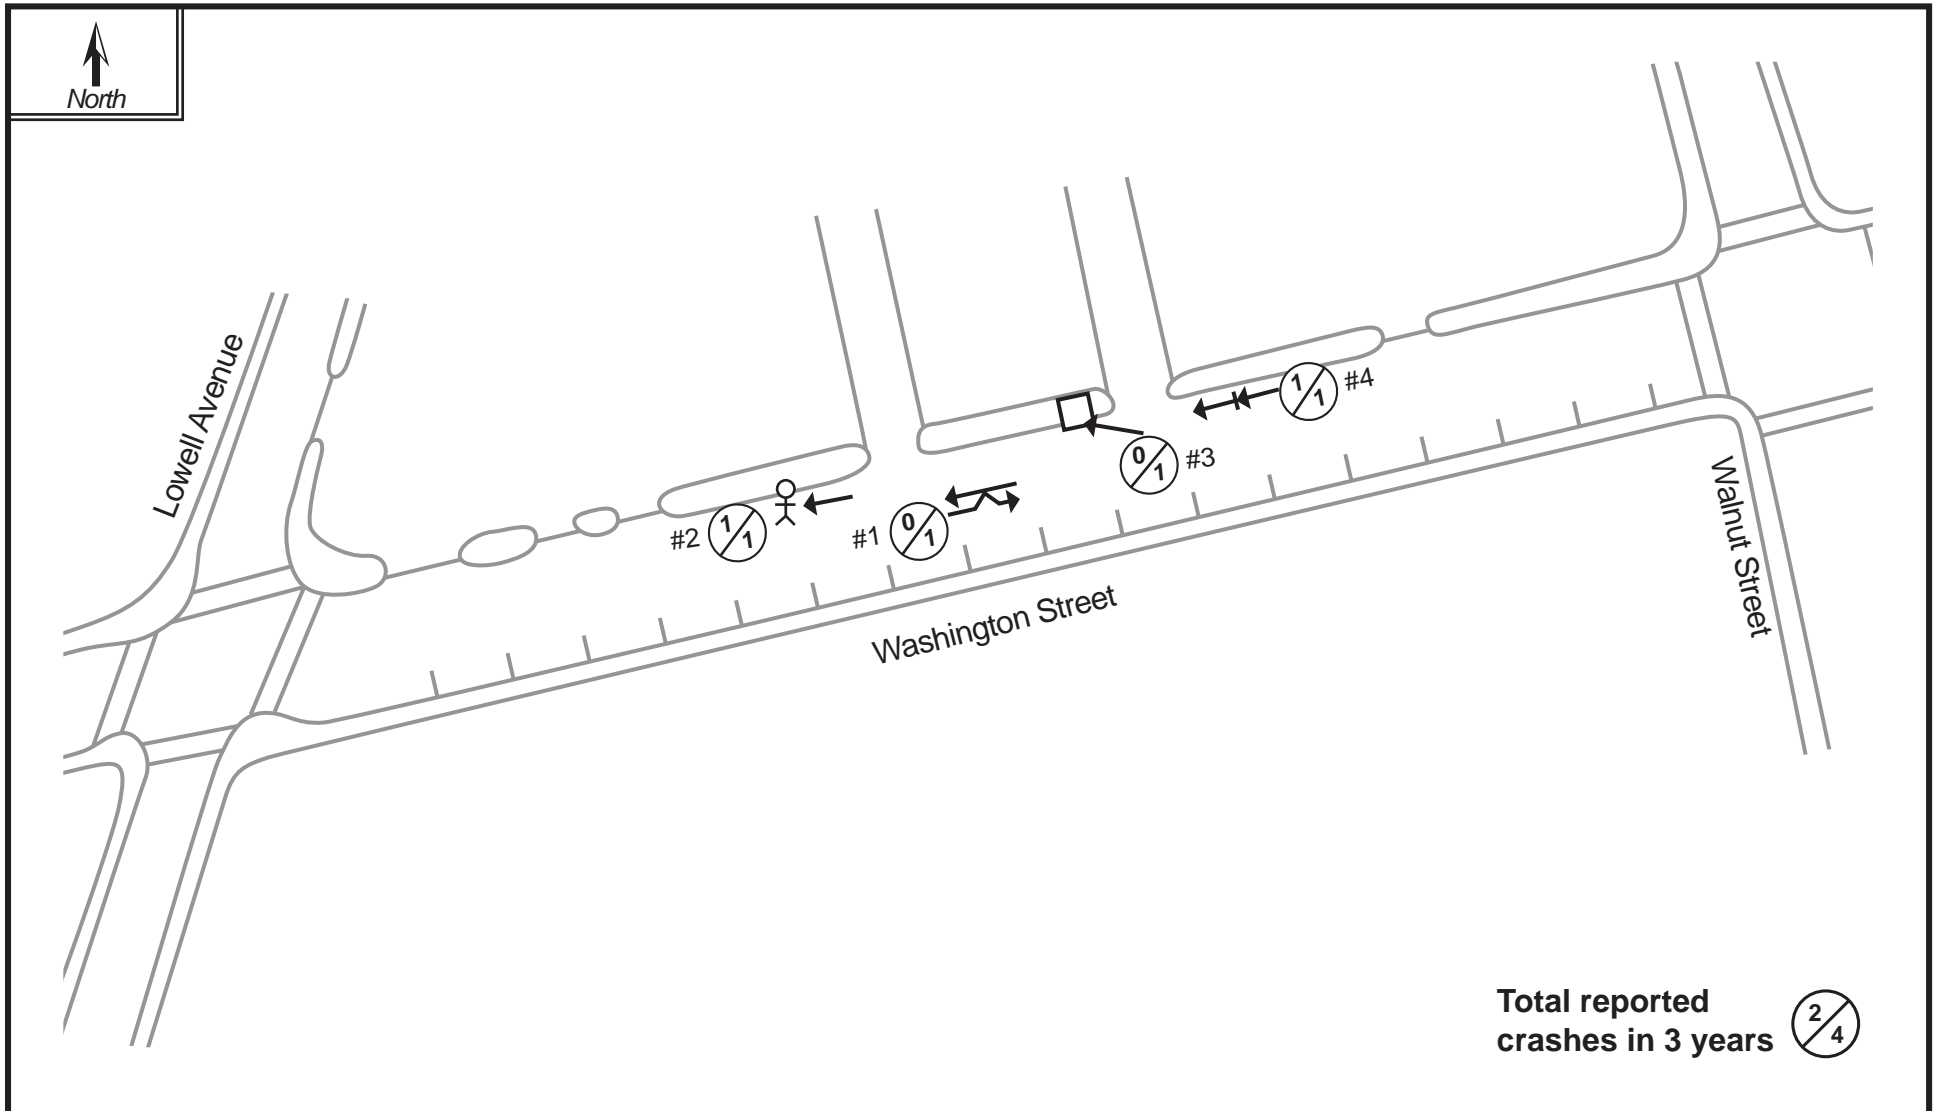 North
Lowell Avenue
1/1 #4
0/1 #3
#2 1/1
#1 0/1
Walnut Street
Washington Street
Total reported
crashes in 3 years
2/4